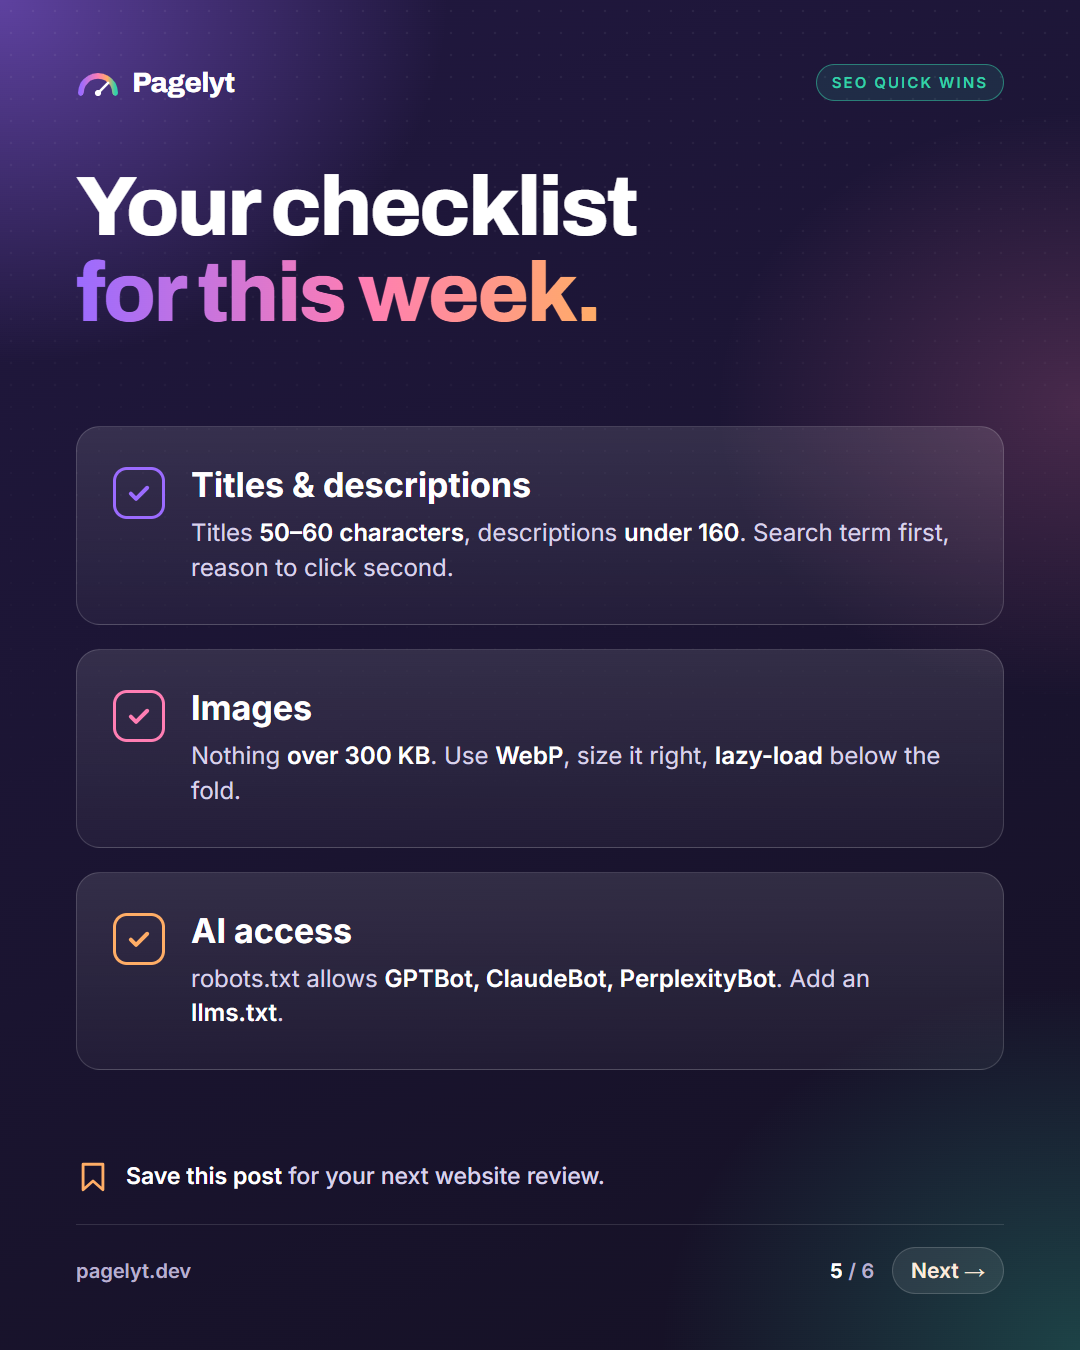 Pagelyt
SEO QUICK WINS
Your checklist
for this week.
Titles & descriptions
Titles 50–60 characters, descriptions under 160. Search term first,
reason to click second.
Images
Nothing over 300 KB. Use WebP, size it right, lazy-load below the
fold.
AI access
robots.txt allows GPTBot, ClaudeBot, PerplexityBot. Add an
llms.txt.
Save this post for your next website review.
pagelyt.dev
5 / 6
Next →